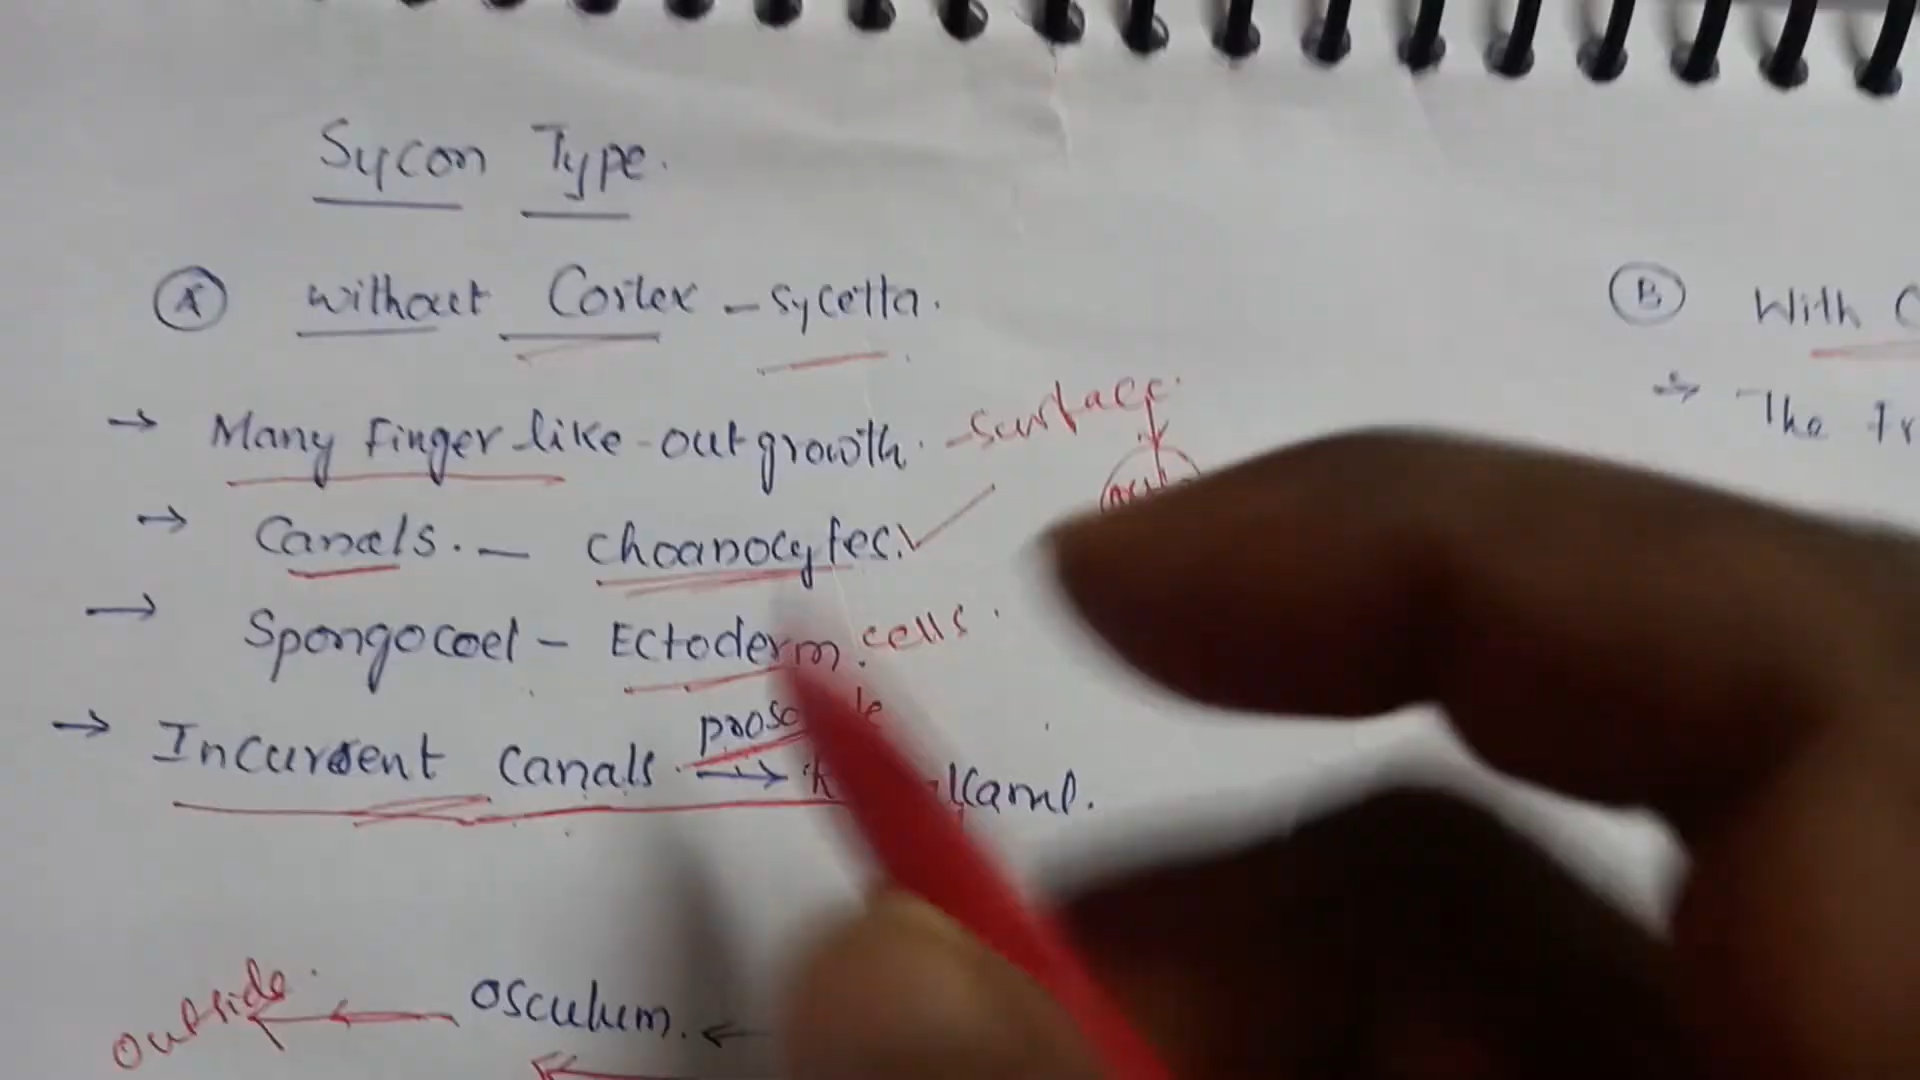 Sycon Type.
A without Cortex - sycetta.
→ Many finger like-outgrowth. - surface.
→ Canals. - choanocytes.
→ Spongocoel - Ectoderm. cells.
→ Incurrent canals →
osculum. ←
outside ←
B With
→ The